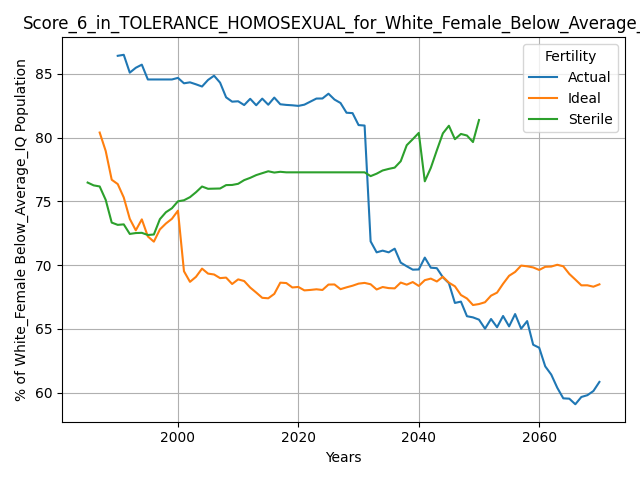 Score_6_in_TOLERANCE_HOMOSEXUAL_for_White_Female_Below_Average_
% of White_Female Below_Average_IQ Population
85
80
75
70
65
60
Fertility
Actual
Ideal
Sterile
2000 2020 2040 2060
Years